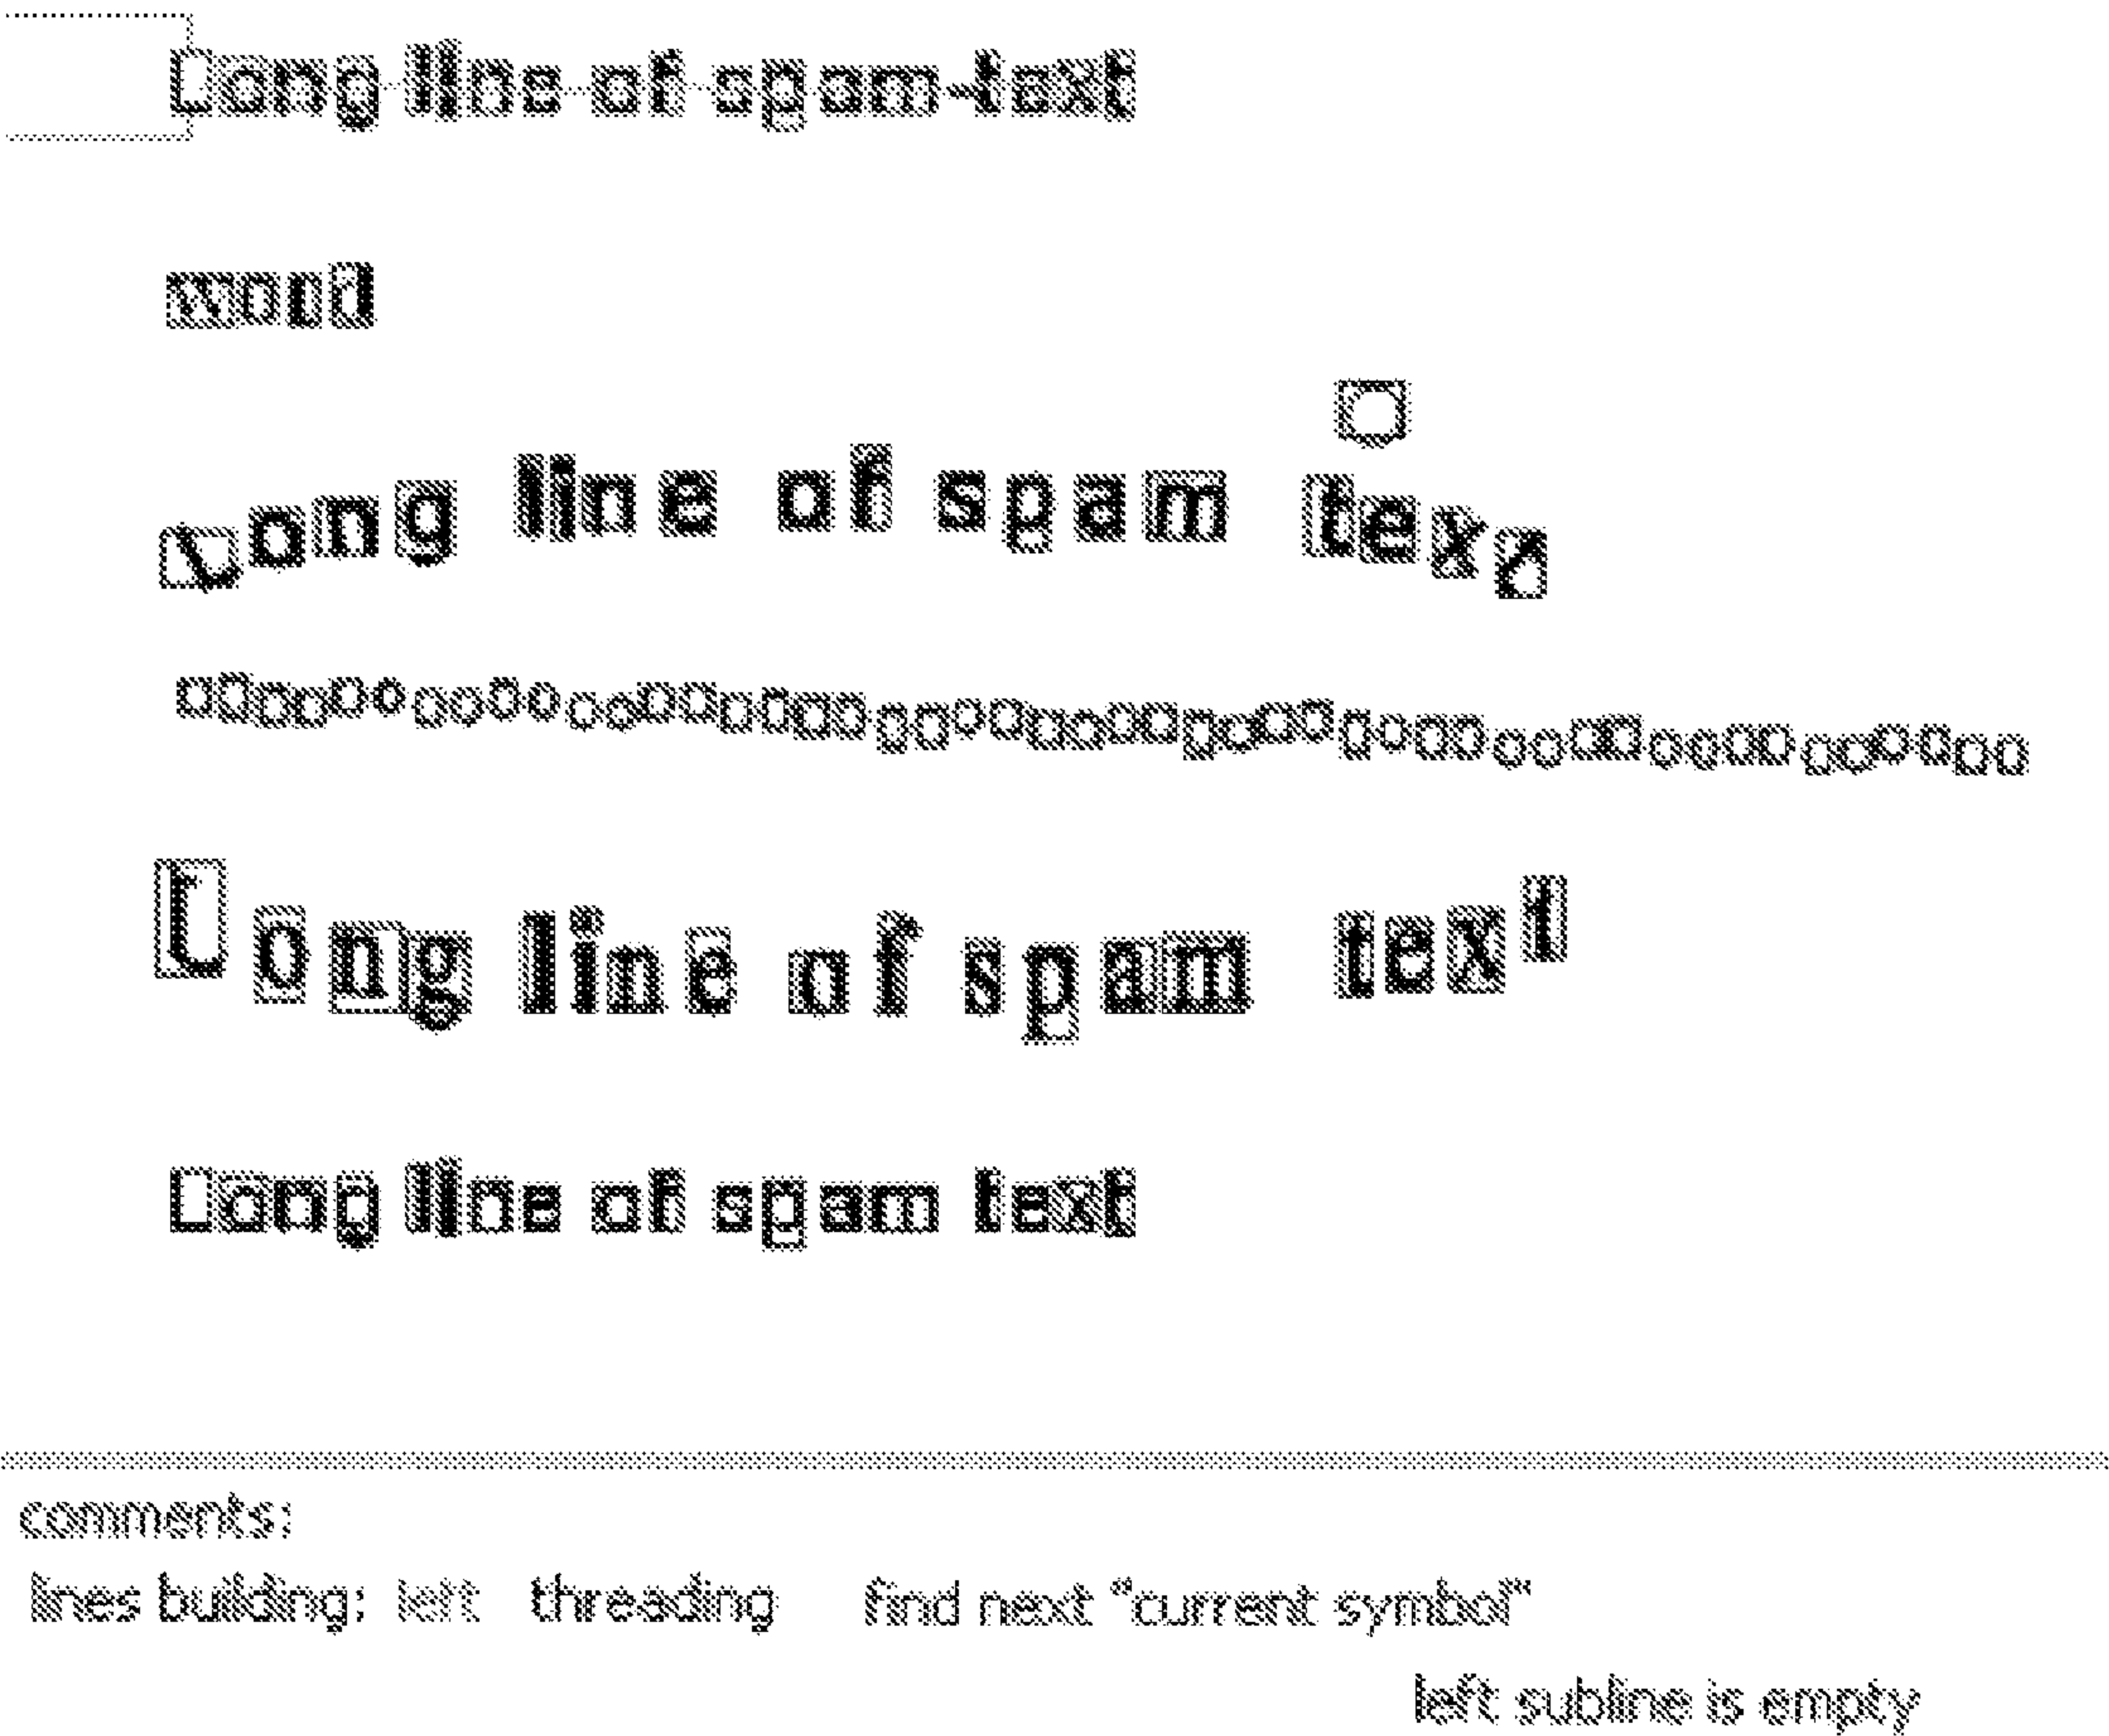 Long line of spam text
word
Long line of spam text
Long line of spam text
Long line of spam text
comments:
lines building: left threading find next "current symbol"
left subline is empty